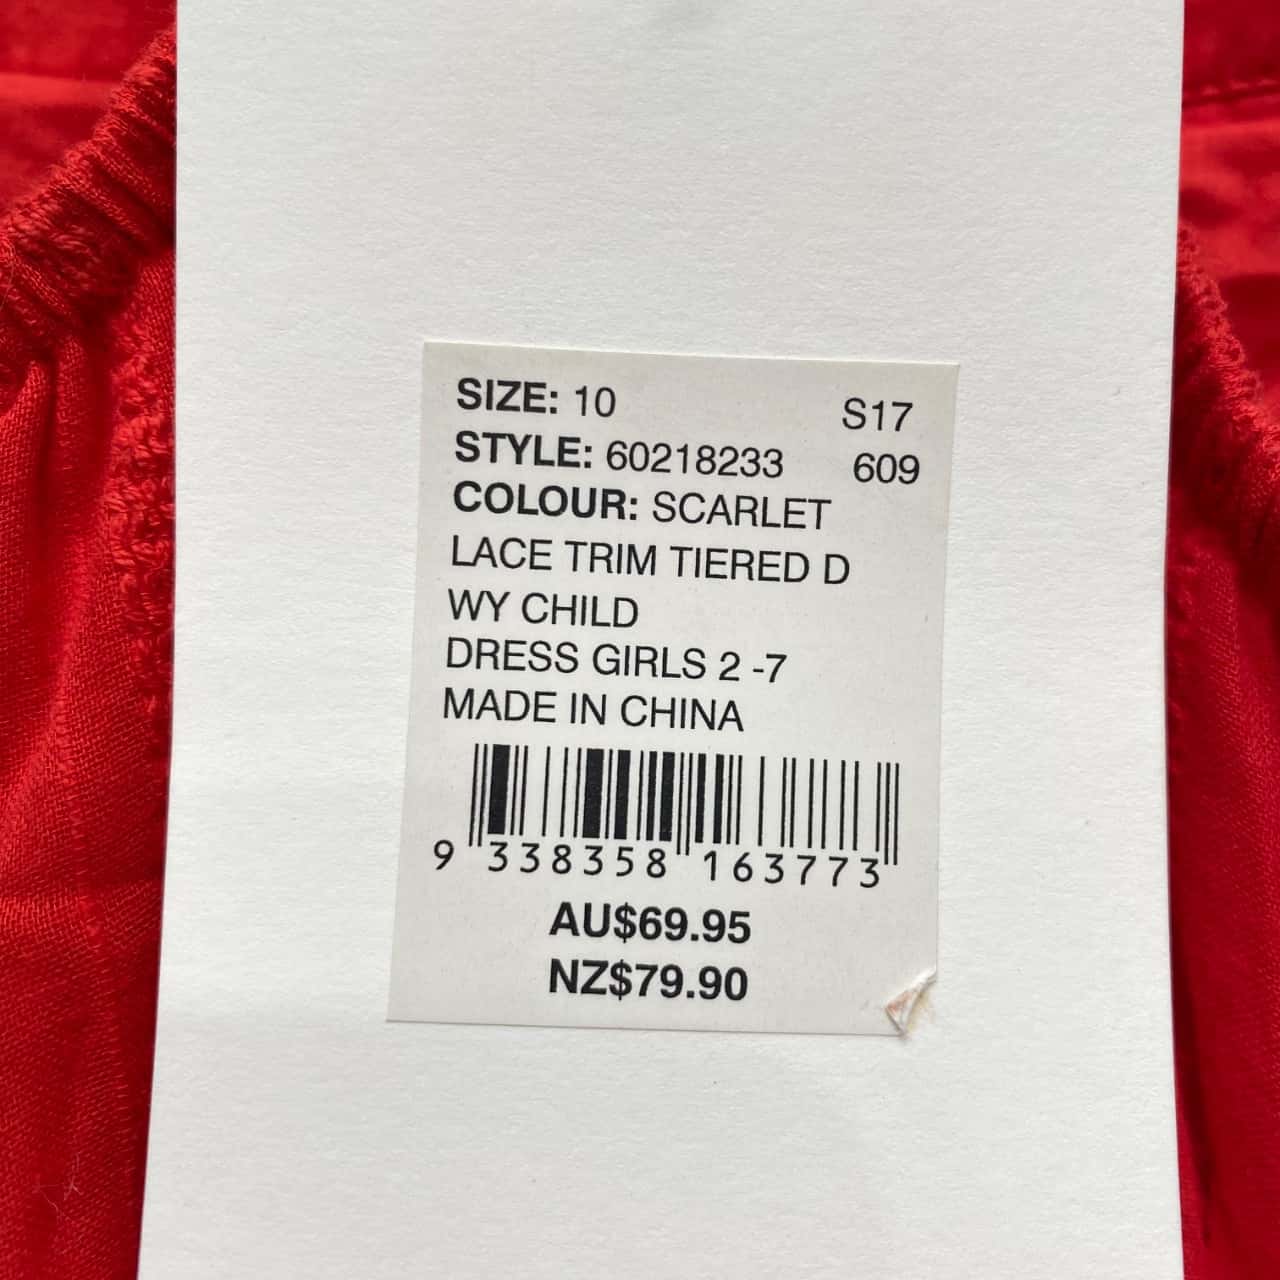 SIZE: 10 S17
STYLE: 60218233 609
COLOUR: SCARLET
LACE TRIM TIERED D
WY CHILD
DRESS GIRLS 2 -7
MADE IN CHINA
9 338358 163773
AU$69.95
NZ$79.90